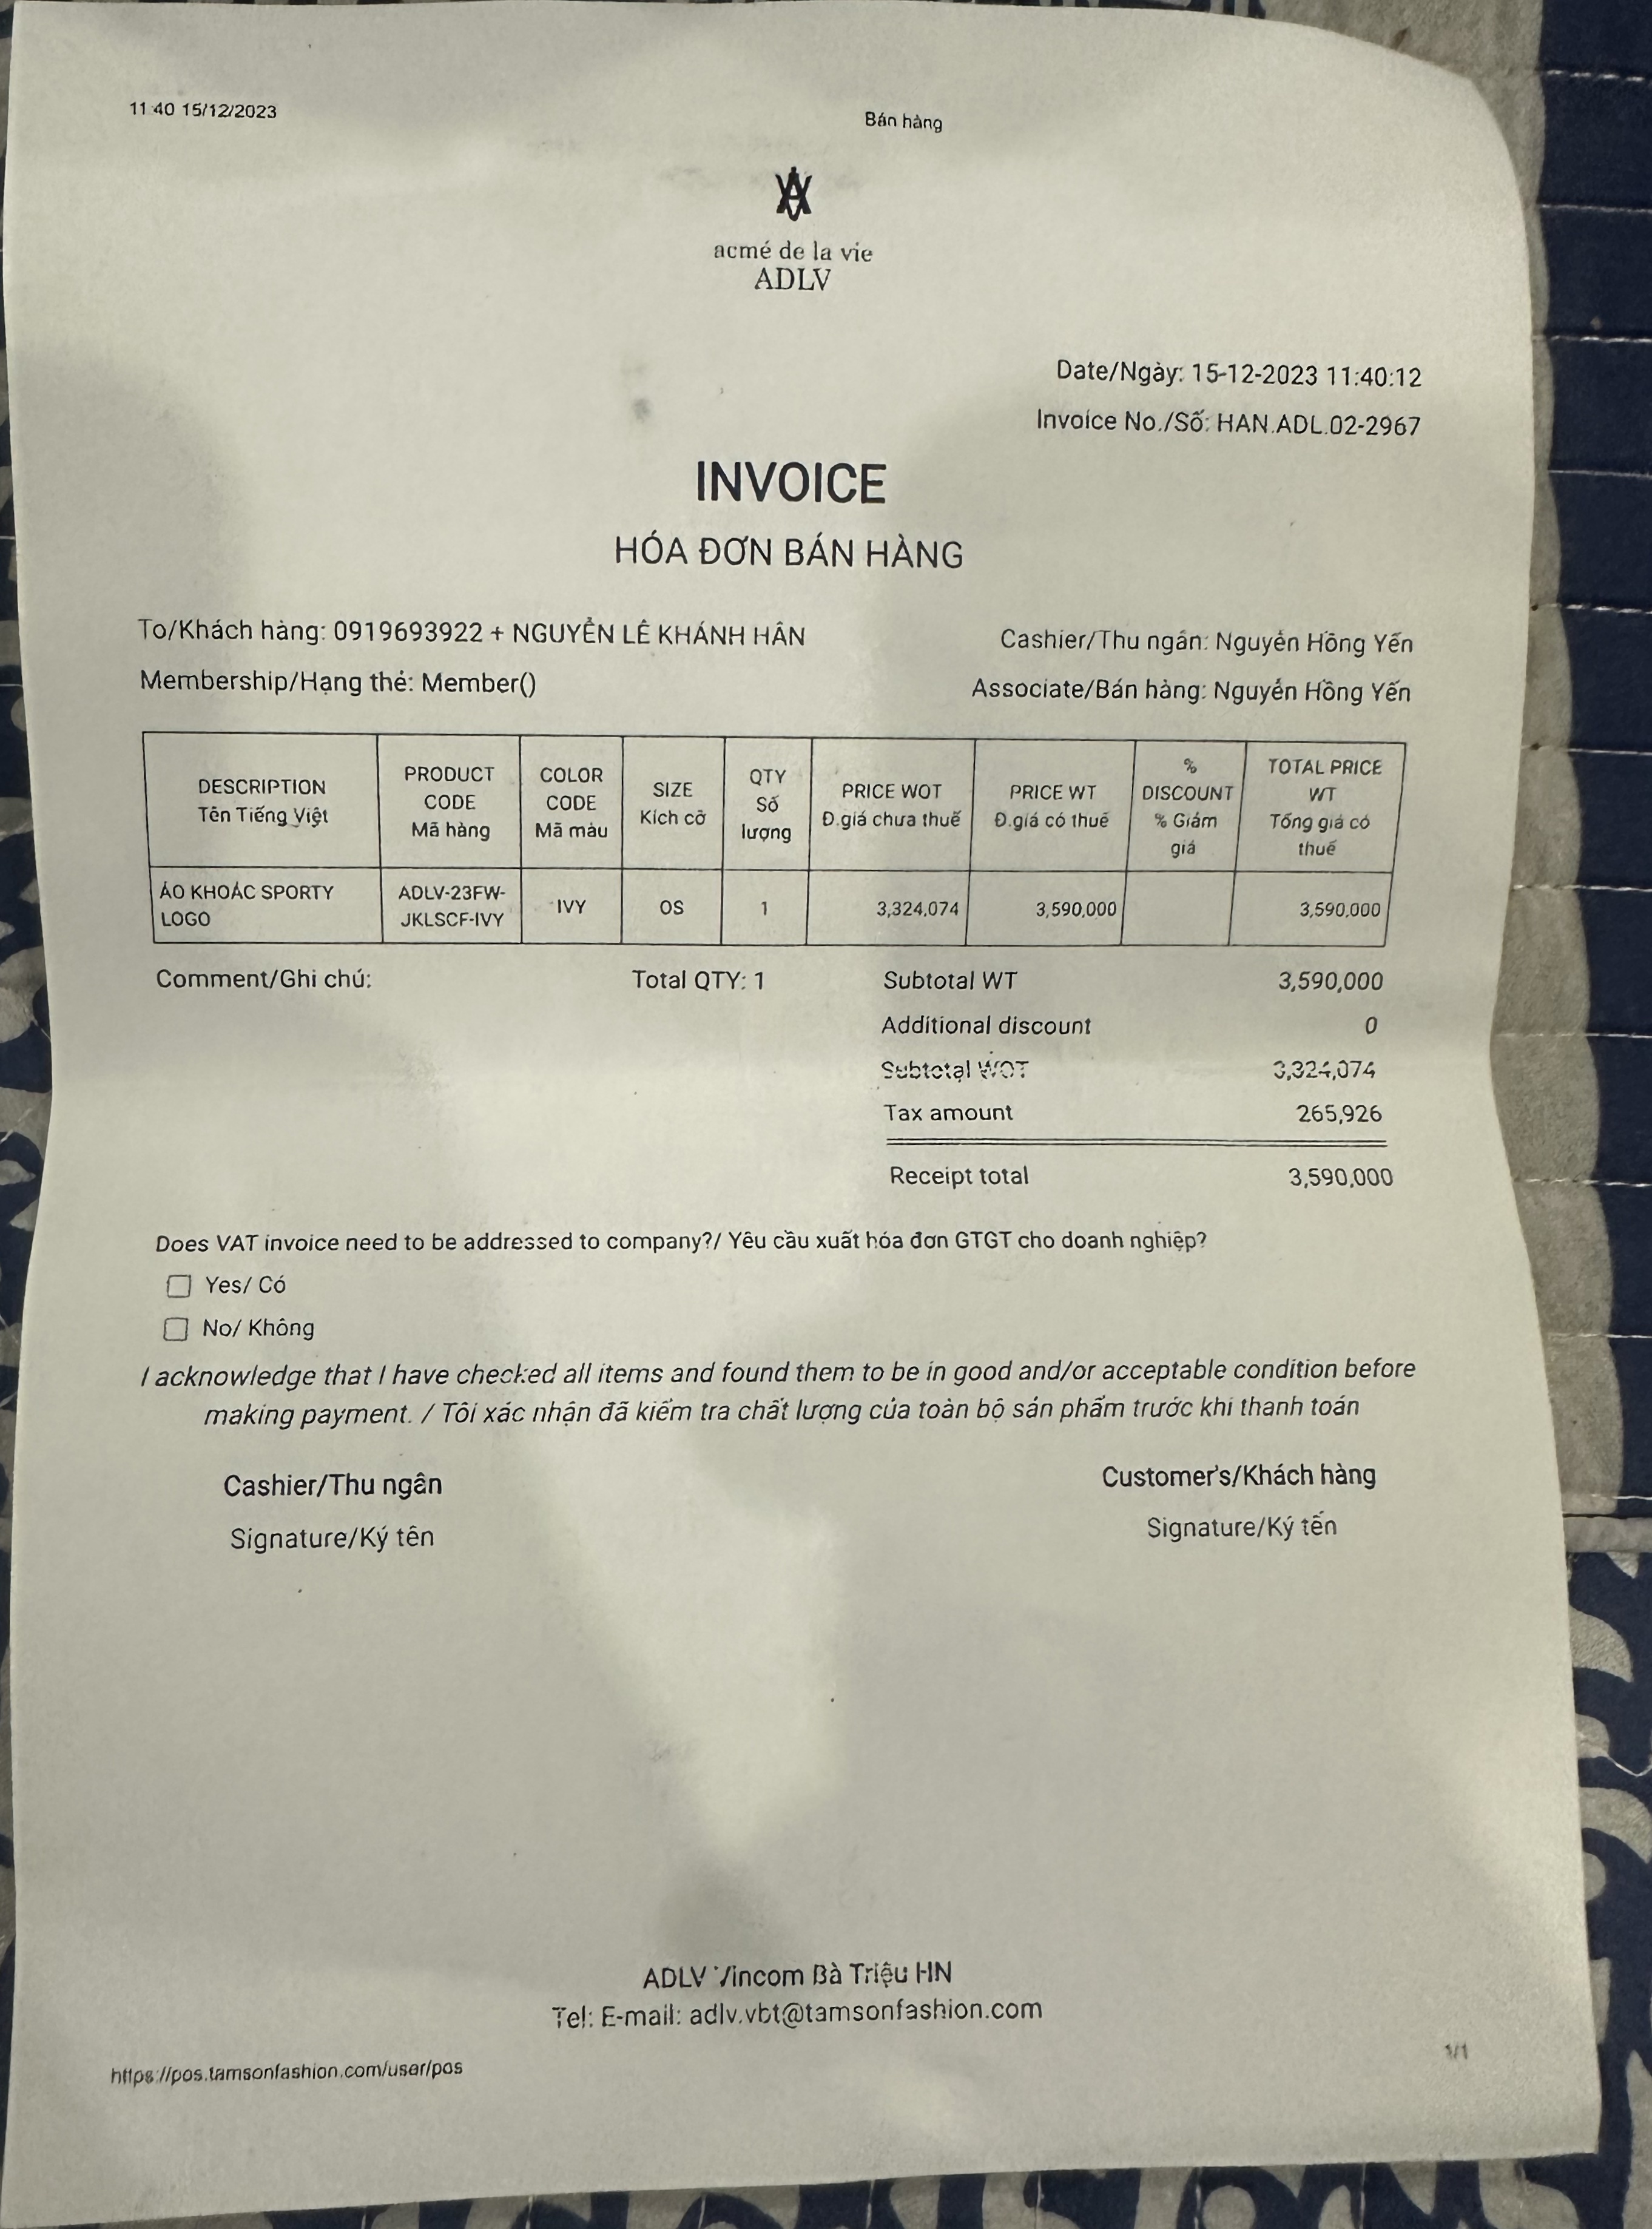 11:40 15/12/2023
Bán hàng
acmé de la vie
ADLV
Date/Ngày: 15-12-2023 11:40:12
Invoice No./Số: HAN.ADL.02-2967
INVOICE
HÓA ĐƠN BÁN HÀNG
To/Khách hàng: 0919693922 + NGUYỄN LÊ KHÁNH HÂN
Cashier/Thu ngân: Nguyễn Hồng Yến
Membership/Hạng thẻ: Member()
Associate/Bán hàng: Nguyễn Hồng Yến
DESCRIPTION
Tên Tiếng Việt
PRODUCT
CODE
Mã hàng
COLOR
CODE
Mã màu
SIZE
Kích cỡ
QTY
Số
lượng
PRICE WOT
Đ.giá chưa thuế
PRICE WT
Đ.giá có thuế
%
DISCOUNT
% Giảm
giá
TOTAL PRICE
WT
Tổng giá có
thuế
ÁO KHOÁC SPORTY
LOGO
ADLV-23FW-
JKLSCF-IVY
IVY
OS
1
3,324,074
3,590,000
3,590,000
Comment/Ghi chú:
Total QTY: 1
Subtotal WT 3,590,000
Additional discount 0
Subtotal WOT 3,324,074
Tax amount 265,926
Receipt total 3,590,000
Does VAT invoice need to be addressed to company?/ Yêu cầu xuất hóa đơn GTGT cho doanh nghiệp?
Yes/ Có
No/ Không
I acknowledge that I have checked all items and found them to be in good and/or acceptable condition before
making payment. / Tôi xác nhận đã kiểm tra chất lượng của toàn bộ sản phẩm trước khi thanh toán
Cashier/Thu ngân
Customer's/Khách hàng
Signature/Ký tên
Signature/Ký tên
ADLV Vincom Bà Triệu HN
Tel: E-mail: adlv.vbt@tamsonfashion.com
https://pos.tamsonfashion.com/user/pos
1/1